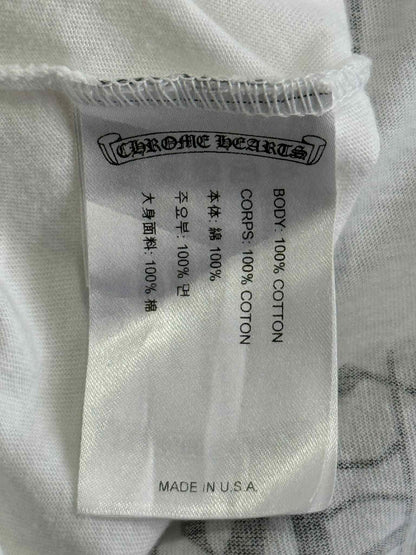 CHROME HEARTS
BODY: 100% COTTON
CORPS: 100% COTON
本体: 綿 100%
주요부: 100% 면
大身面料: 100% 棉
MADE IN U.S.A.